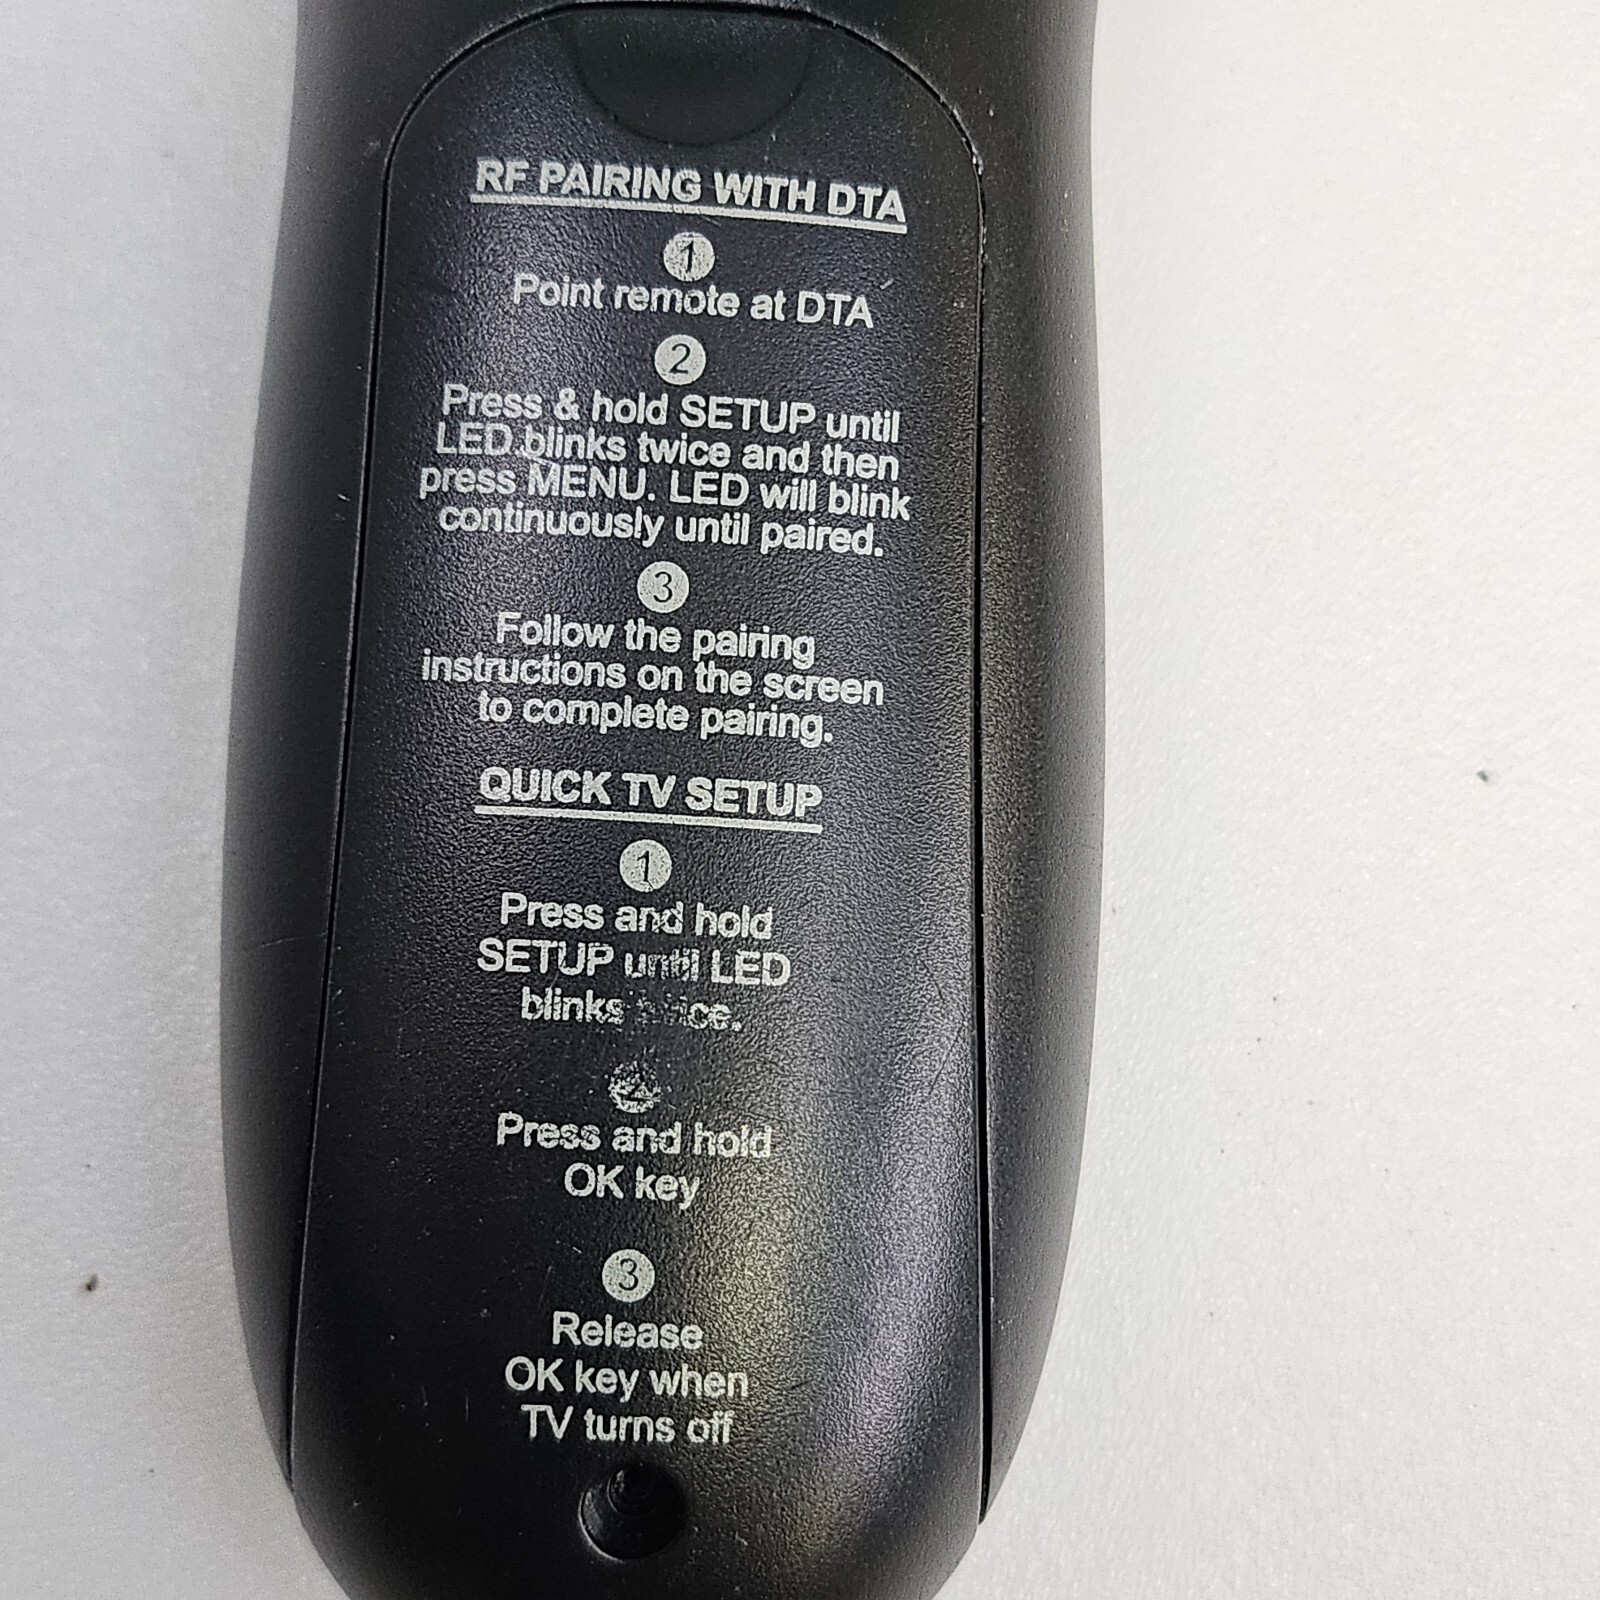 RF PAIRING WITH DTA
1
Point remote at DTA
2
Press & hold SETUP until
LED blinks twice and then
press MENU. LED will blink
continuously until paired.
3
Follow the pairing
instructions on the screen
to complete pairing.
QUICK TV SETUP
1
Press and hold
SETUP until LED
blinks twice.
2
Press and hold
OK key
3
Release
OK key when
TV turns off